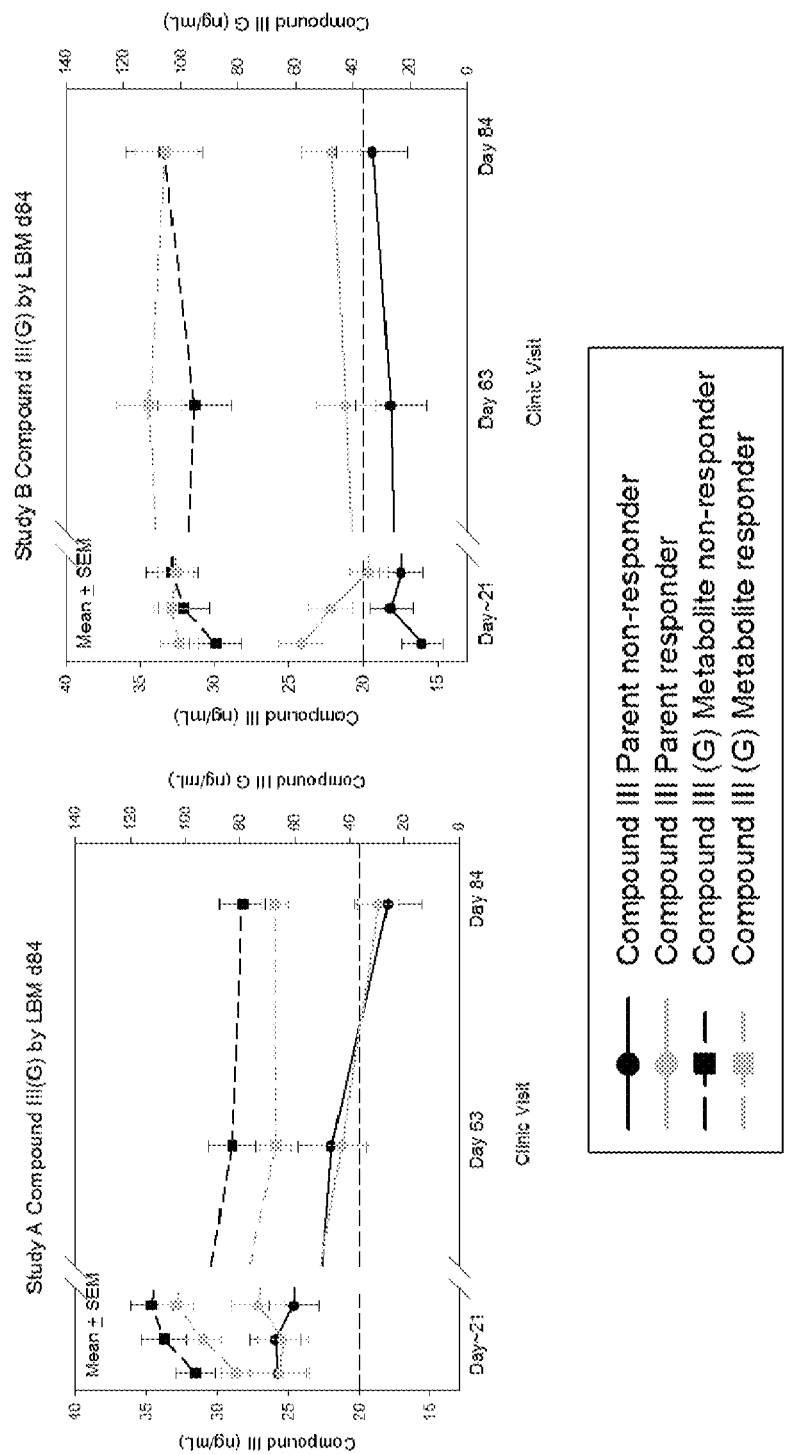 Study A Compound III(G) by LBM d84
Mean ± SEM
Compound III (ng/mL)
40
35
30
25
20
15
Compound III G (ng/mL)
140
120
100
80
60
40
20
0
Day~21
Day 63
Day 84
Clinic Visit
Study B Compound III(G) by LBM d84
Mean ± SEM
Compound III (ng/mL)
40
35
30
25
20
15
Compound III G (ng/mL)
140
120
100
80
60
40
20
0
Day~21
Day 63
Day 84
Clinic Visit
Compound III Parent non-responder
Compound III Parent responder
Compound III (G) Metabolite non-responder
Compound III (G) Metabolite responder